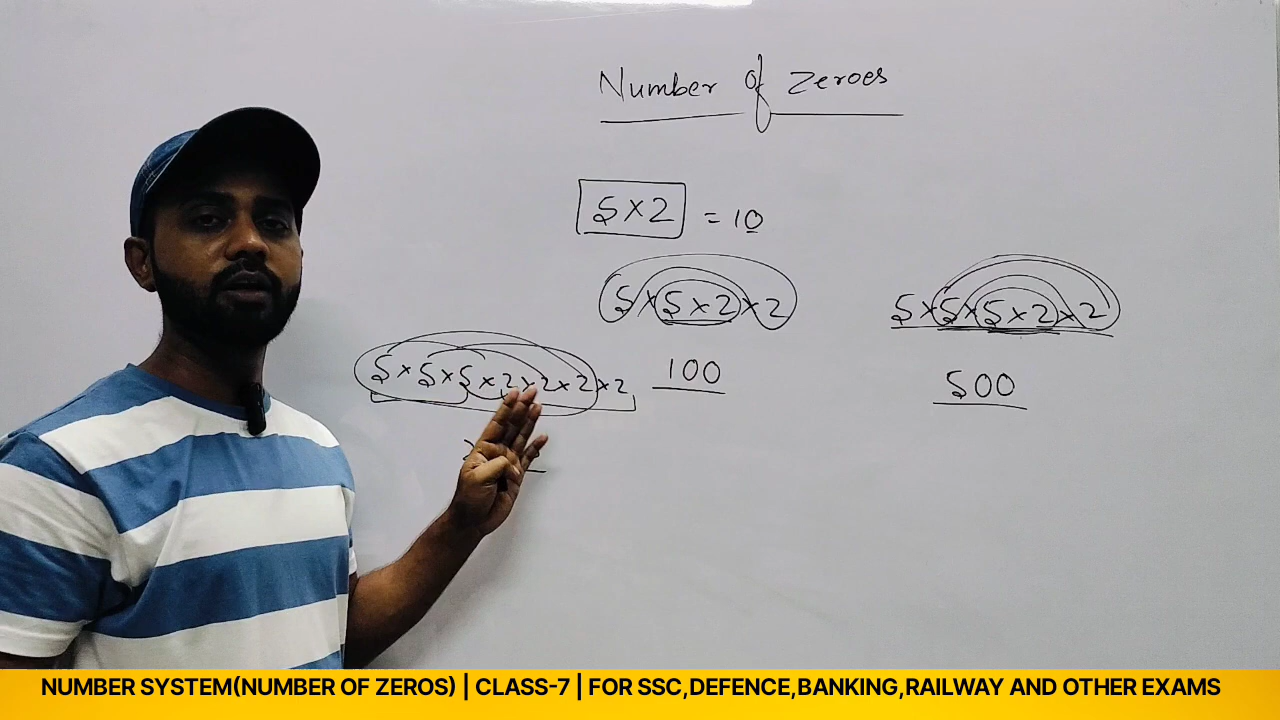 Number of Zeroes
5×2 = 10
5×5×2×2
5×5×5×2×2
5×5×5×2×2×2×2
100
500
NUMBER SYSTEM(NUMBER OF ZEROS) | CLASS-7 | FOR SSC,DEFENCE,BANKING,RAILWAY AND OTHER EXAMS